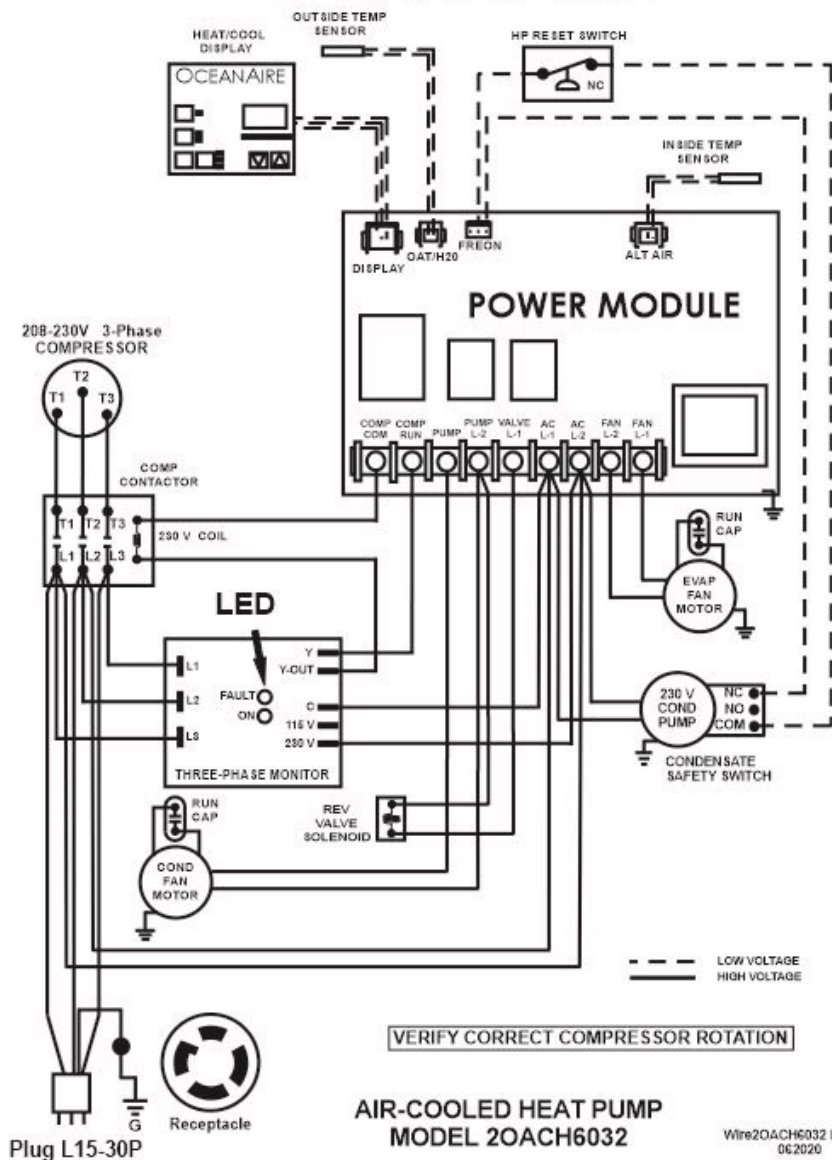 OUTSIDE TEMP
SENSOR
HEAT/COOL
DISPLAY
OCEANAIRE
HP RESET SWITCH
NC
INSIDE TEMP
SENSOR
DISPLAY
OAT/H20
FREON
ALT AIR
POWER MODULE
208-230V 3-Phase
COMPRESSOR
T1
T2
T3
COMP
COM
COMP
RUN
PUMP
PUMP
L-2
VALVE
L-1
AC
L-1
AC
L-2
FAN
L-2
FAN
L-1
COMP
CONTACTOR
T1
T2
T3
L1
L2
L3
230 V COIL
RUN
CAP
EVAP
FAN
MOTOR
LED
L1
L2
L3
FAULT
ON
Y
Y-OUT
C
115 V
230 V
THREE-PHASE MONITOR
230 V
COND
PUMP
NC
NO
COM
CONDENSATE
SAFETY SWITCH
RUN
CAP
COND
FAN
MOTOR
REV
VALVE
SOLENOID
LOW VOLTAGE
HIGH VOLTAGE
VERIFY CORRECT COMPRESSOR ROTATION
G
Receptacle
Plug L15-30P
AIR-COOLED HEAT PUMP
MODEL 2OACH6032
Wire2OACH6032
062020